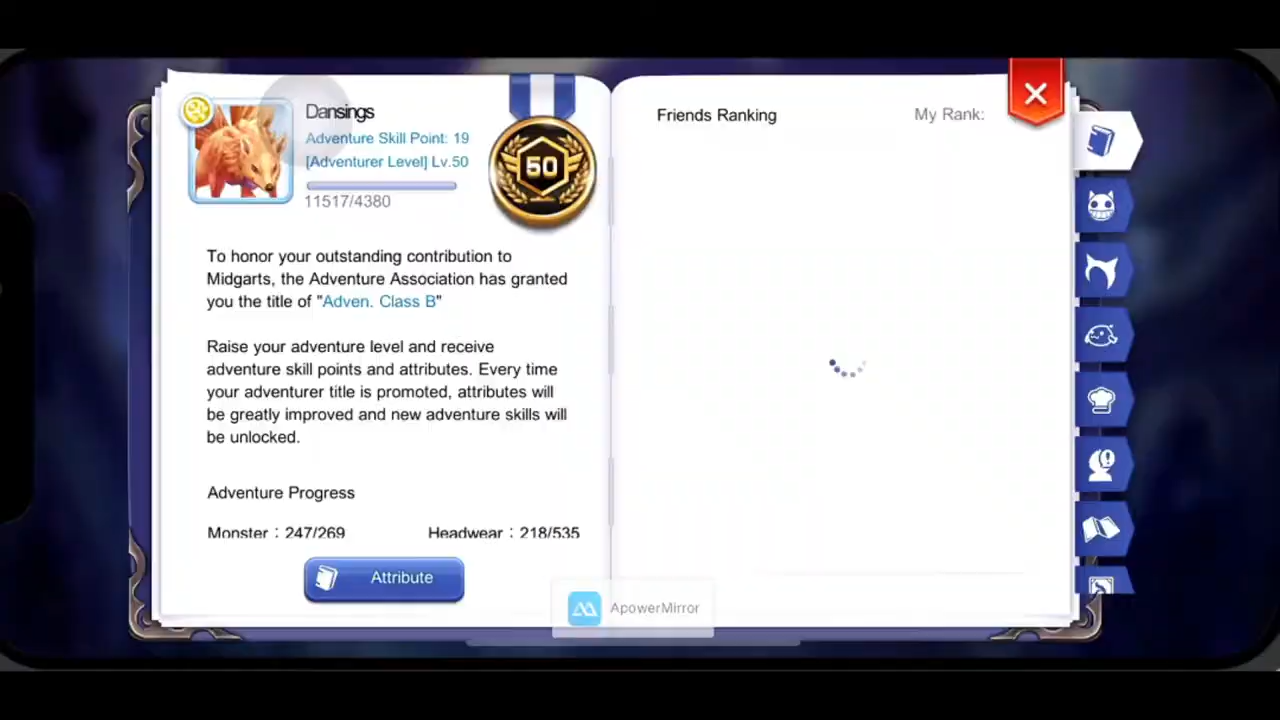 Dansings
Adventure Skill Point: 19
[Adventurer Level] Lv.50
11517/4380
50
To honor your outstanding contribution to
Midgarts, the Adventure Association has granted
you the title of "Adven. Class B"
Raise your adventure level and receive
adventure skill points and attributes. Every time
your adventurer title is promoted, attributes will
be greatly improved and new adventure skills will
be unlocked.
Adventure Progress
Monster : 247/269 Headwear : 218/535
Attribute
Friends Ranking My Rank:
ApowerMirror